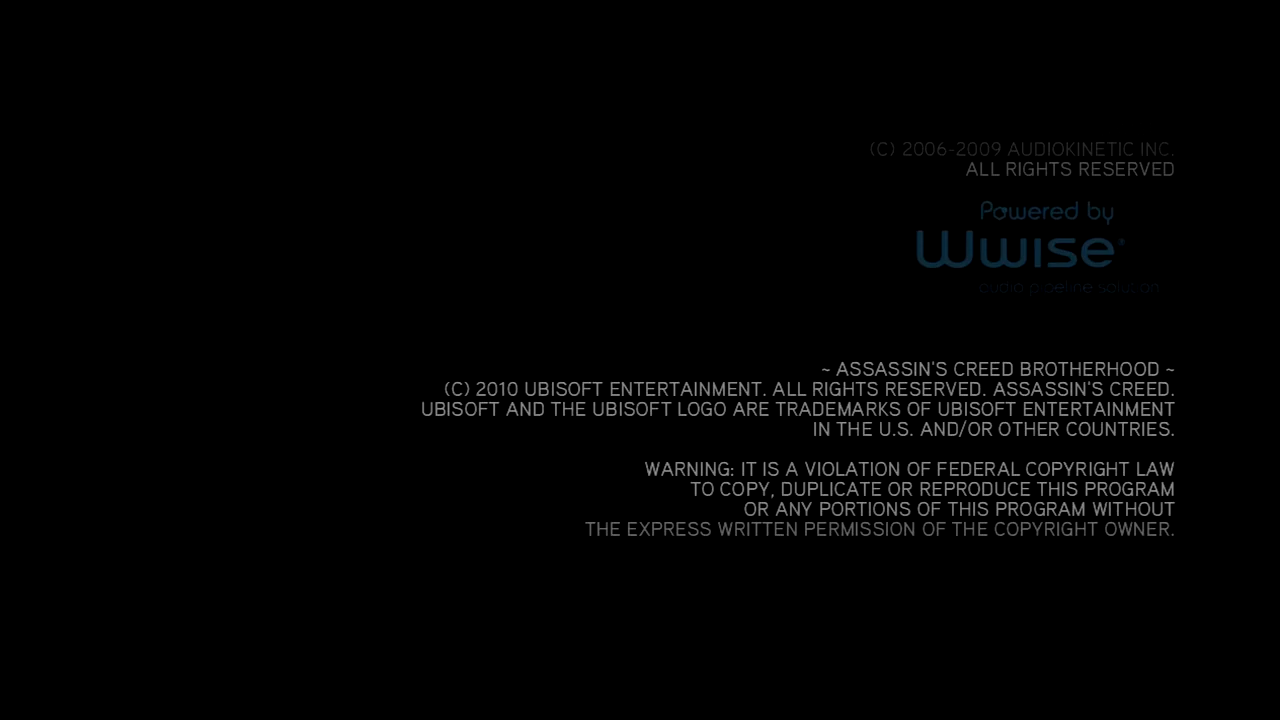 (C) 2006-2009 AUDIOKINETIC INC.
ALL RIGHTS RESERVED
Powered by
Wwise
audio pipeline solution
~ ASSASSIN'S CREED BROTHERHOOD ~
(C) 2010 UBISOFT ENTERTAINMENT. ALL RIGHTS RESERVED. ASSASSIN'S CREED.
UBISOFT AND THE UBISOFT LOGO ARE TRADEMARKS OF UBISOFT ENTERTAINMENT
IN THE U.S. AND/OR OTHER COUNTRIES.
WARNING: IT IS A VIOLATION OF FEDERAL COPYRIGHT LAW
TO COPY, DUPLICATE OR REPRODUCE THIS PROGRAM
OR ANY PORTIONS OF THIS PROGRAM WITHOUT
THE EXPRESS WRITTEN PERMISSION OF THE COPYRIGHT OWNER.